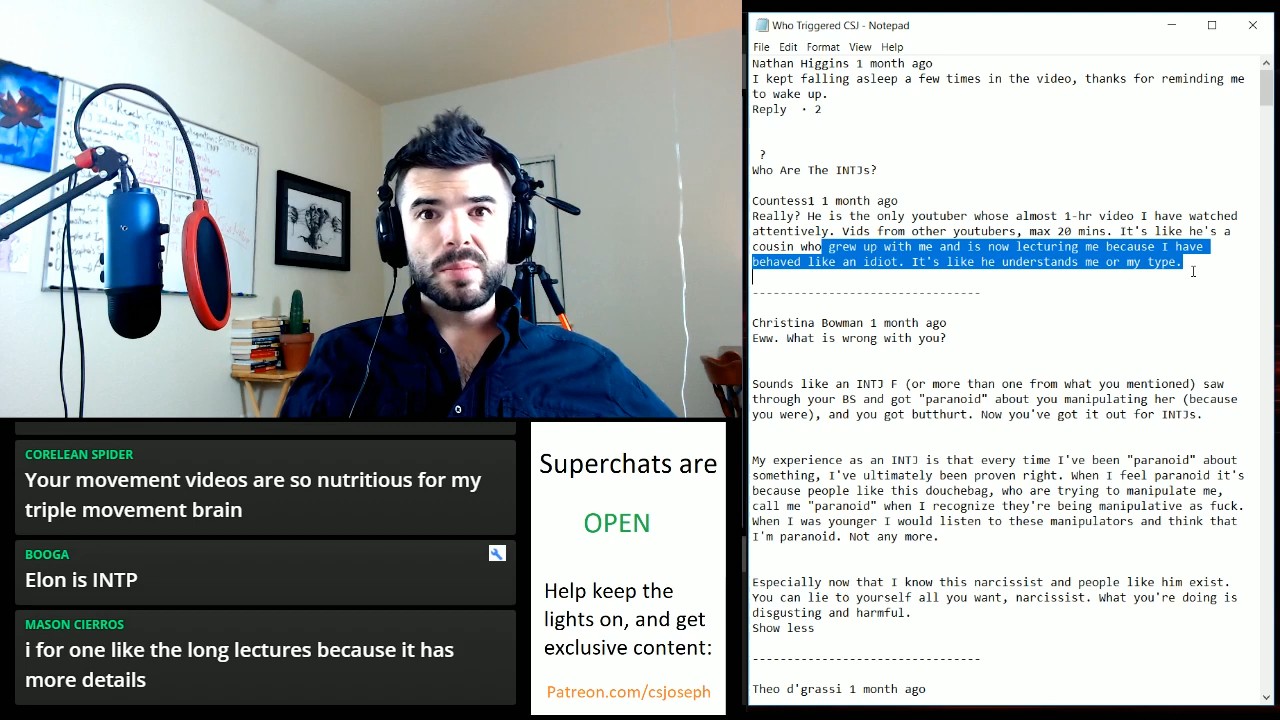 Who Triggered CSJ - Notepad
File Edit Format View Help
Nathan Higgins 1 month ago
I kept falling asleep a few times in the video, thanks for reminding me
to wake up.
Reply · 2
?
Who Are The INTJs?
Countess1 1 month ago
Really? He is the only youtuber whose almost 1-hr video I have watched
attentively. Vids from other youtubers, max 20 mins. It's like he's a
cousin who grew up with me and is now lecturing me because I have
behaved like an idiot. It's like he understands me or my type.
-------------------------------
Christina Bowman 1 month ago
Eww. What is wrong with you?
Sounds like an INTJ F (or more than one from what you mentioned) saw
through your BS and got "paranoid" about you manipulating her (because
you were), and you got butthurt. Now you've got it out for INTJs.
My experience as an INTJ is that every time I've been "paranoid" about
something, I've ultimately been proven right. When I feel paranoid it's
because people like this douchebag, who are trying to manipulate me,
call me "paranoid" when I recognize they're being manipulative as fuck.
When I was younger I would listen to these manipulators and think that
I'm paranoid. Not any more.
Especially now that I know this narcissist and people like him exist.
You can lie to yourself all you want, narcissist. What you're doing is
disgusting and harmful.
Show less
-------------------------------
Theo d'grassi 1 month ago
CORELEAN SPIDER
Your movement videos are so nutritious for my
triple movement brain
BOOGA
Elon is INTP
MASON CIERROS
i for one like the long lectures because it has
more details
Superchats are
OPEN
Help keep the
lights on, and get
exclusive content:
Patreon.com/csjoseph